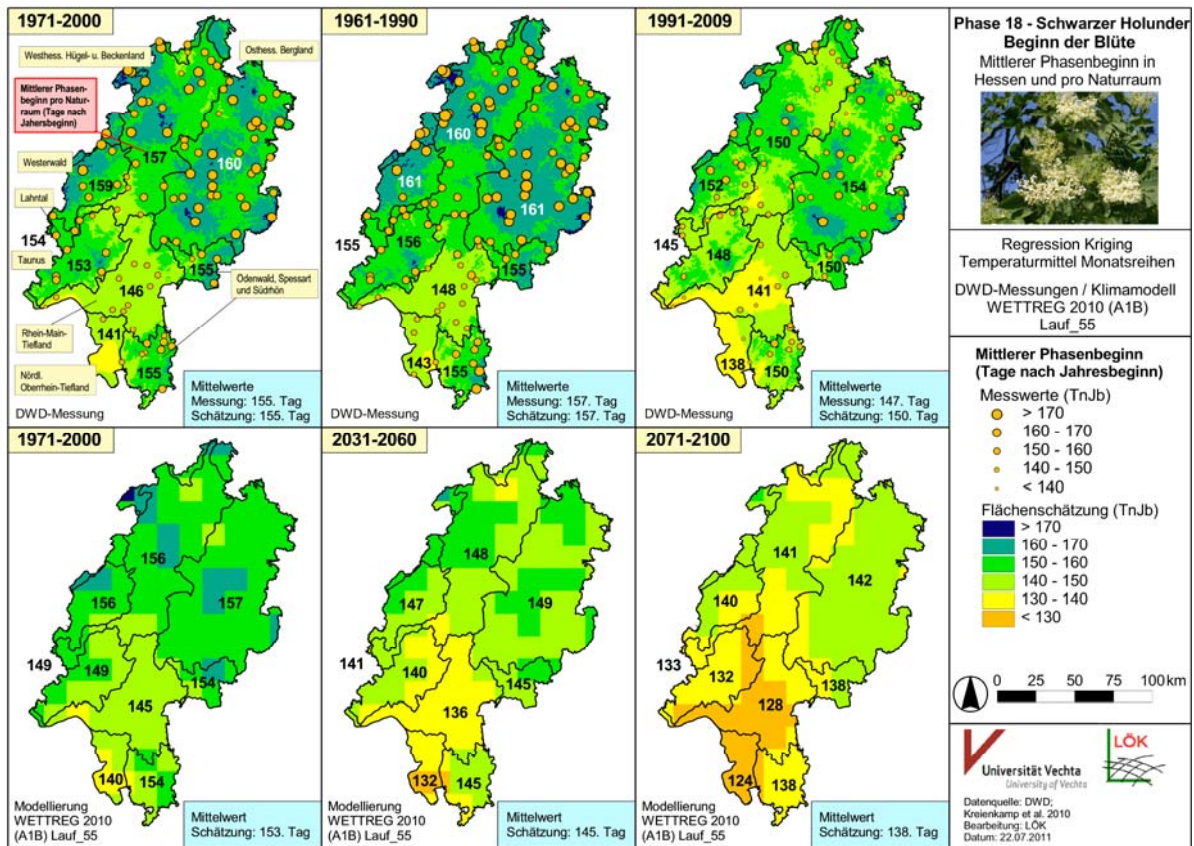 1971-2000
Westhess. Hügel- u. Beckenland
Osthess. Bergland
Mittlerer Phasen-
beginn pro Natur-
raum (Tage nach
Jahersbeginn)
157
160
Westerwald
159
Lahntal
154
Taunus
153
155
146
Odenwald, Spessart
und Südrhön
Rhein-Main-
Tiefland
141
155
Nördl.
Oberrhein-Tiefland
DWD-Messung
Mittelwerte
Messung: 155. Tag
Schätzung: 155. Tag
1961-1990
160
161
161
155
156
155
148
143
155
DWD-Messung
Mittelwerte
Messung: 157. Tag
Schätzung: 157. Tag
1991-2009
150
152
154
145
148
150
141
138
150
DWD-Messung
Mittelwerte
Messung: 147. Tag
Schätzung: 150. Tag
1971-2000
156
156
157
149
149
154
145
140
154
Modellierung
WETTREG 2010
(A1B) Lauf_55
Mittelwert
Schätzung: 153. Tag
2031-2060
148
147
149
141
140
145
136
132
145
Modellierung
WETTREG 2010
(A1B) Lauf_55
Mittelwert
Schätzung: 145. Tag
2071-2100
141
140
142
133
132
138
128
124
138
Modellierung
WETTREG 2010
(A1B) Lauf_55
Mittelwert
Schätzung: 138. Tag
Phase 18 - Schwarzer Holunder
Beginn der Blüte
Mittlerer Phasenbeginn in
Hessen und pro Naturraum
Regression Kriging
Temperaturmittel Monatsreihen
DWD-Messungen / Klimamodell
WETTREG 2010 (A1B)
Lauf_55
Mittlerer Phasenbeginn
(Tage nach Jahresbeginn)
Messwerte (TnJb)
> 170
160 - 170
150 - 160
140 - 150
< 140
Flächenschätzung (TnJb)
> 170
160 - 170
150 - 160
140 - 150
130 - 140
< 130
0 25 50 75 100 km
Universität Vechta
University of Vechta
LÖK
Datenquelle: DWD;
Kreienkamp et al. 2010
Bearbeitung: LÖK
Datum: 22.07.2011